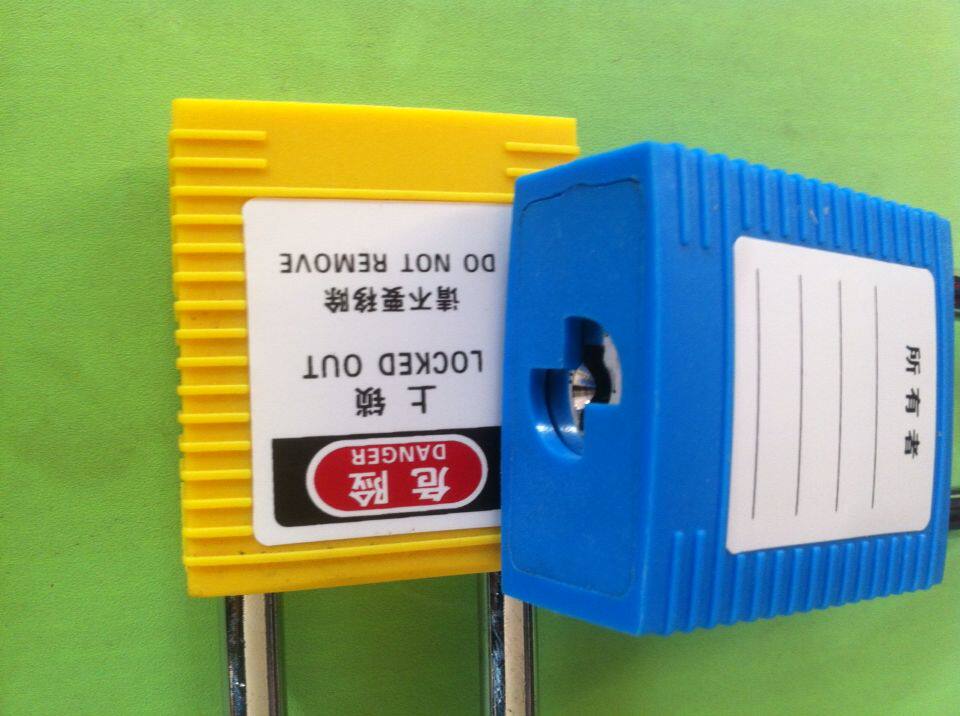 危险
DANGER
上锁
LOCKED OUT
请不要移除
DO NOT REMOVE
所有者